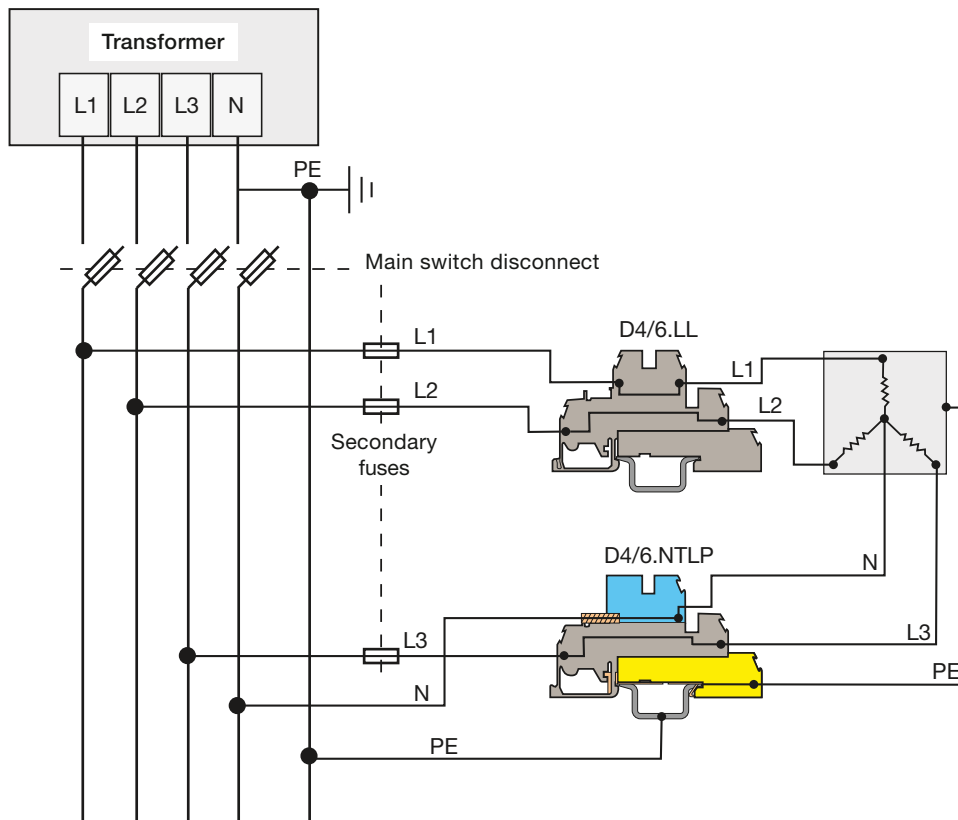 Transformer
L1 L2 L3 N
PE
Main switch disconnect
L1
D4/6.LL
L1
L2
L2
Secondary
fuses
D4/6.NTLP
N
L3
L3
N
PE
PE